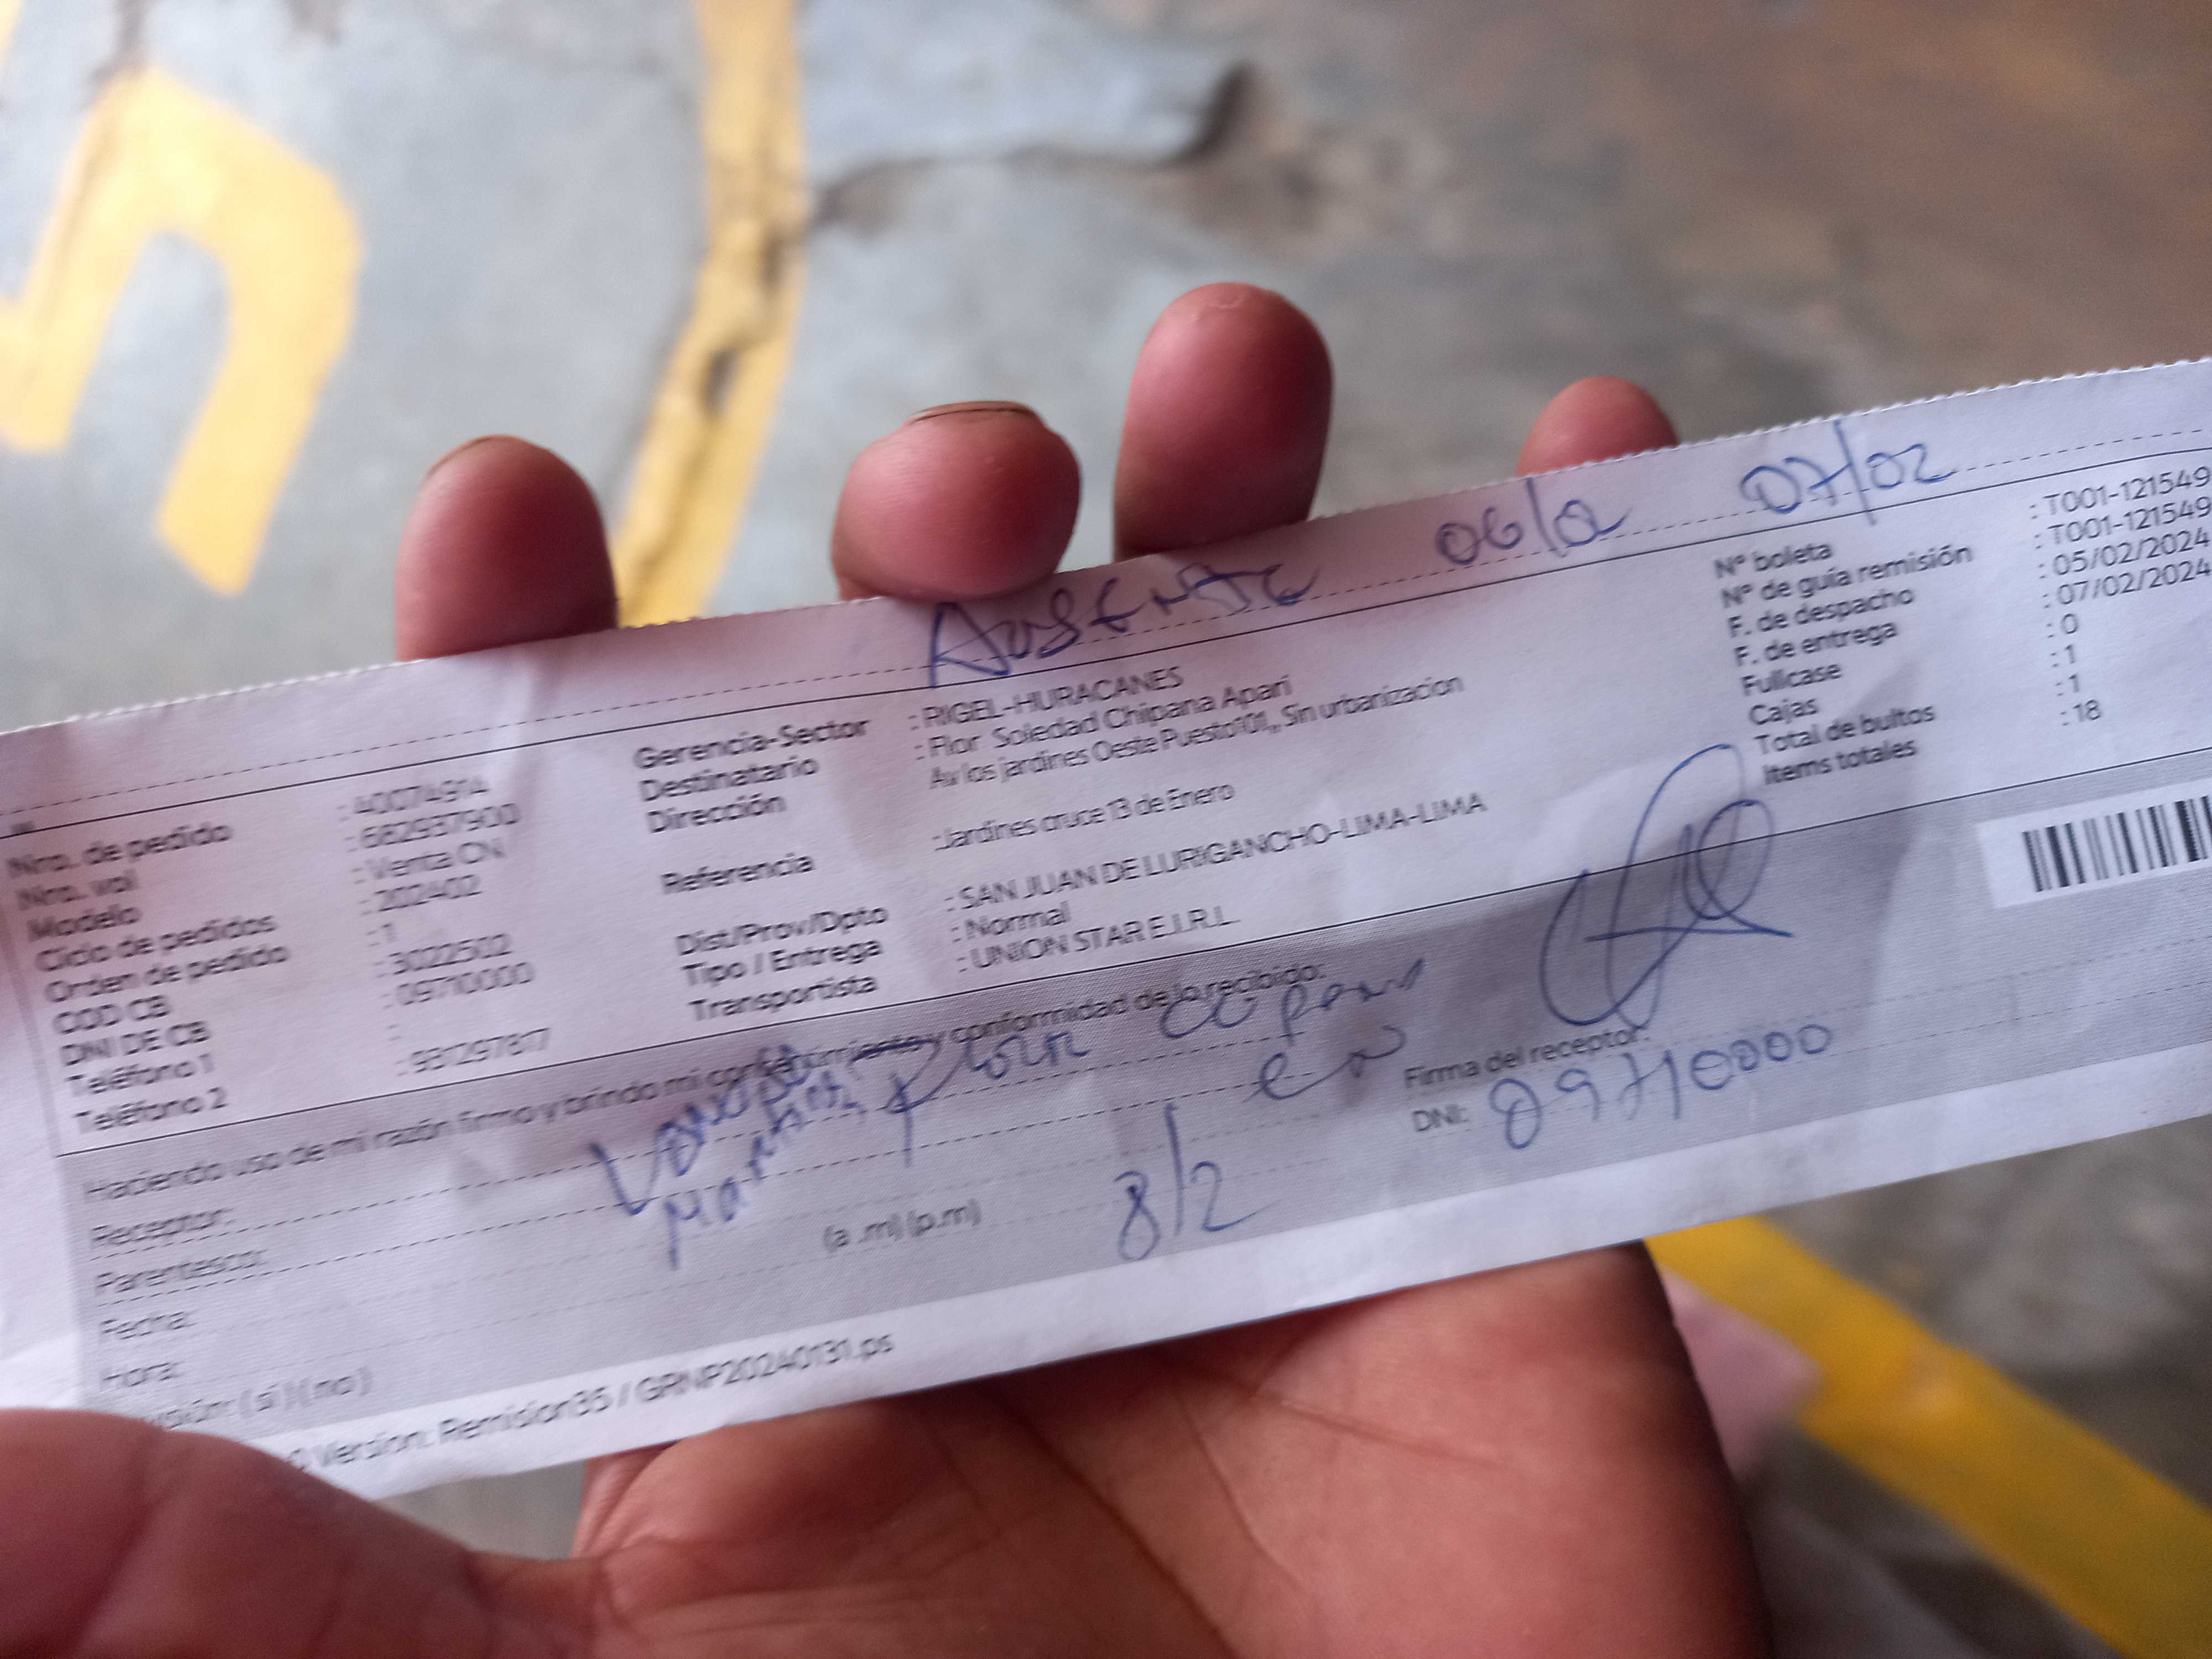 AUSENTE 06/02 07/02
Nro. de pedido : 40074914
Nro. vol : 682937900
Modelo : Venta CN
Ciclo de pedidos : 202402
Orden de pedido : 1
COD CB : 3022502
DNI DE CB : 09710000
Teléfono 1 :
Teléfono 2 : 981297817
Gerencia-Sector : RIGEL-HURACANES
Destinatario : Flor Soledad Chipana Apari
Dirección Av los jardines Oeste Puesto101,, Sin urbanizacion
Referencia : Jardines cruce 13 de Enero
Dist/Prov/Dpto : SAN JUAN DE LURIGANCHO-LIMA-LIMA
Tipo / Entrega : Normal
Transportista : UNION STAR E.I.R.L.
N° boleta : T001-121549
N° de guía remisión : T001-121549
F. de despacho : 05/02/2024
F. de entrega : 07/02/2024
Fullcase : 0
Cajas : 1
Total de bultos : 1
Items totales : 18
Haciendo uso de mi razón firmo y brindo mi consentimiento y conformidad de lo recibido:
Receptor:
Parentesco:
Fecha: 8/2
Hora: (a .m) (p.m)
(si) (no)
Firma del receptor:
DNI: 09710000
Version: Remision35 / GRNP20240131.ps